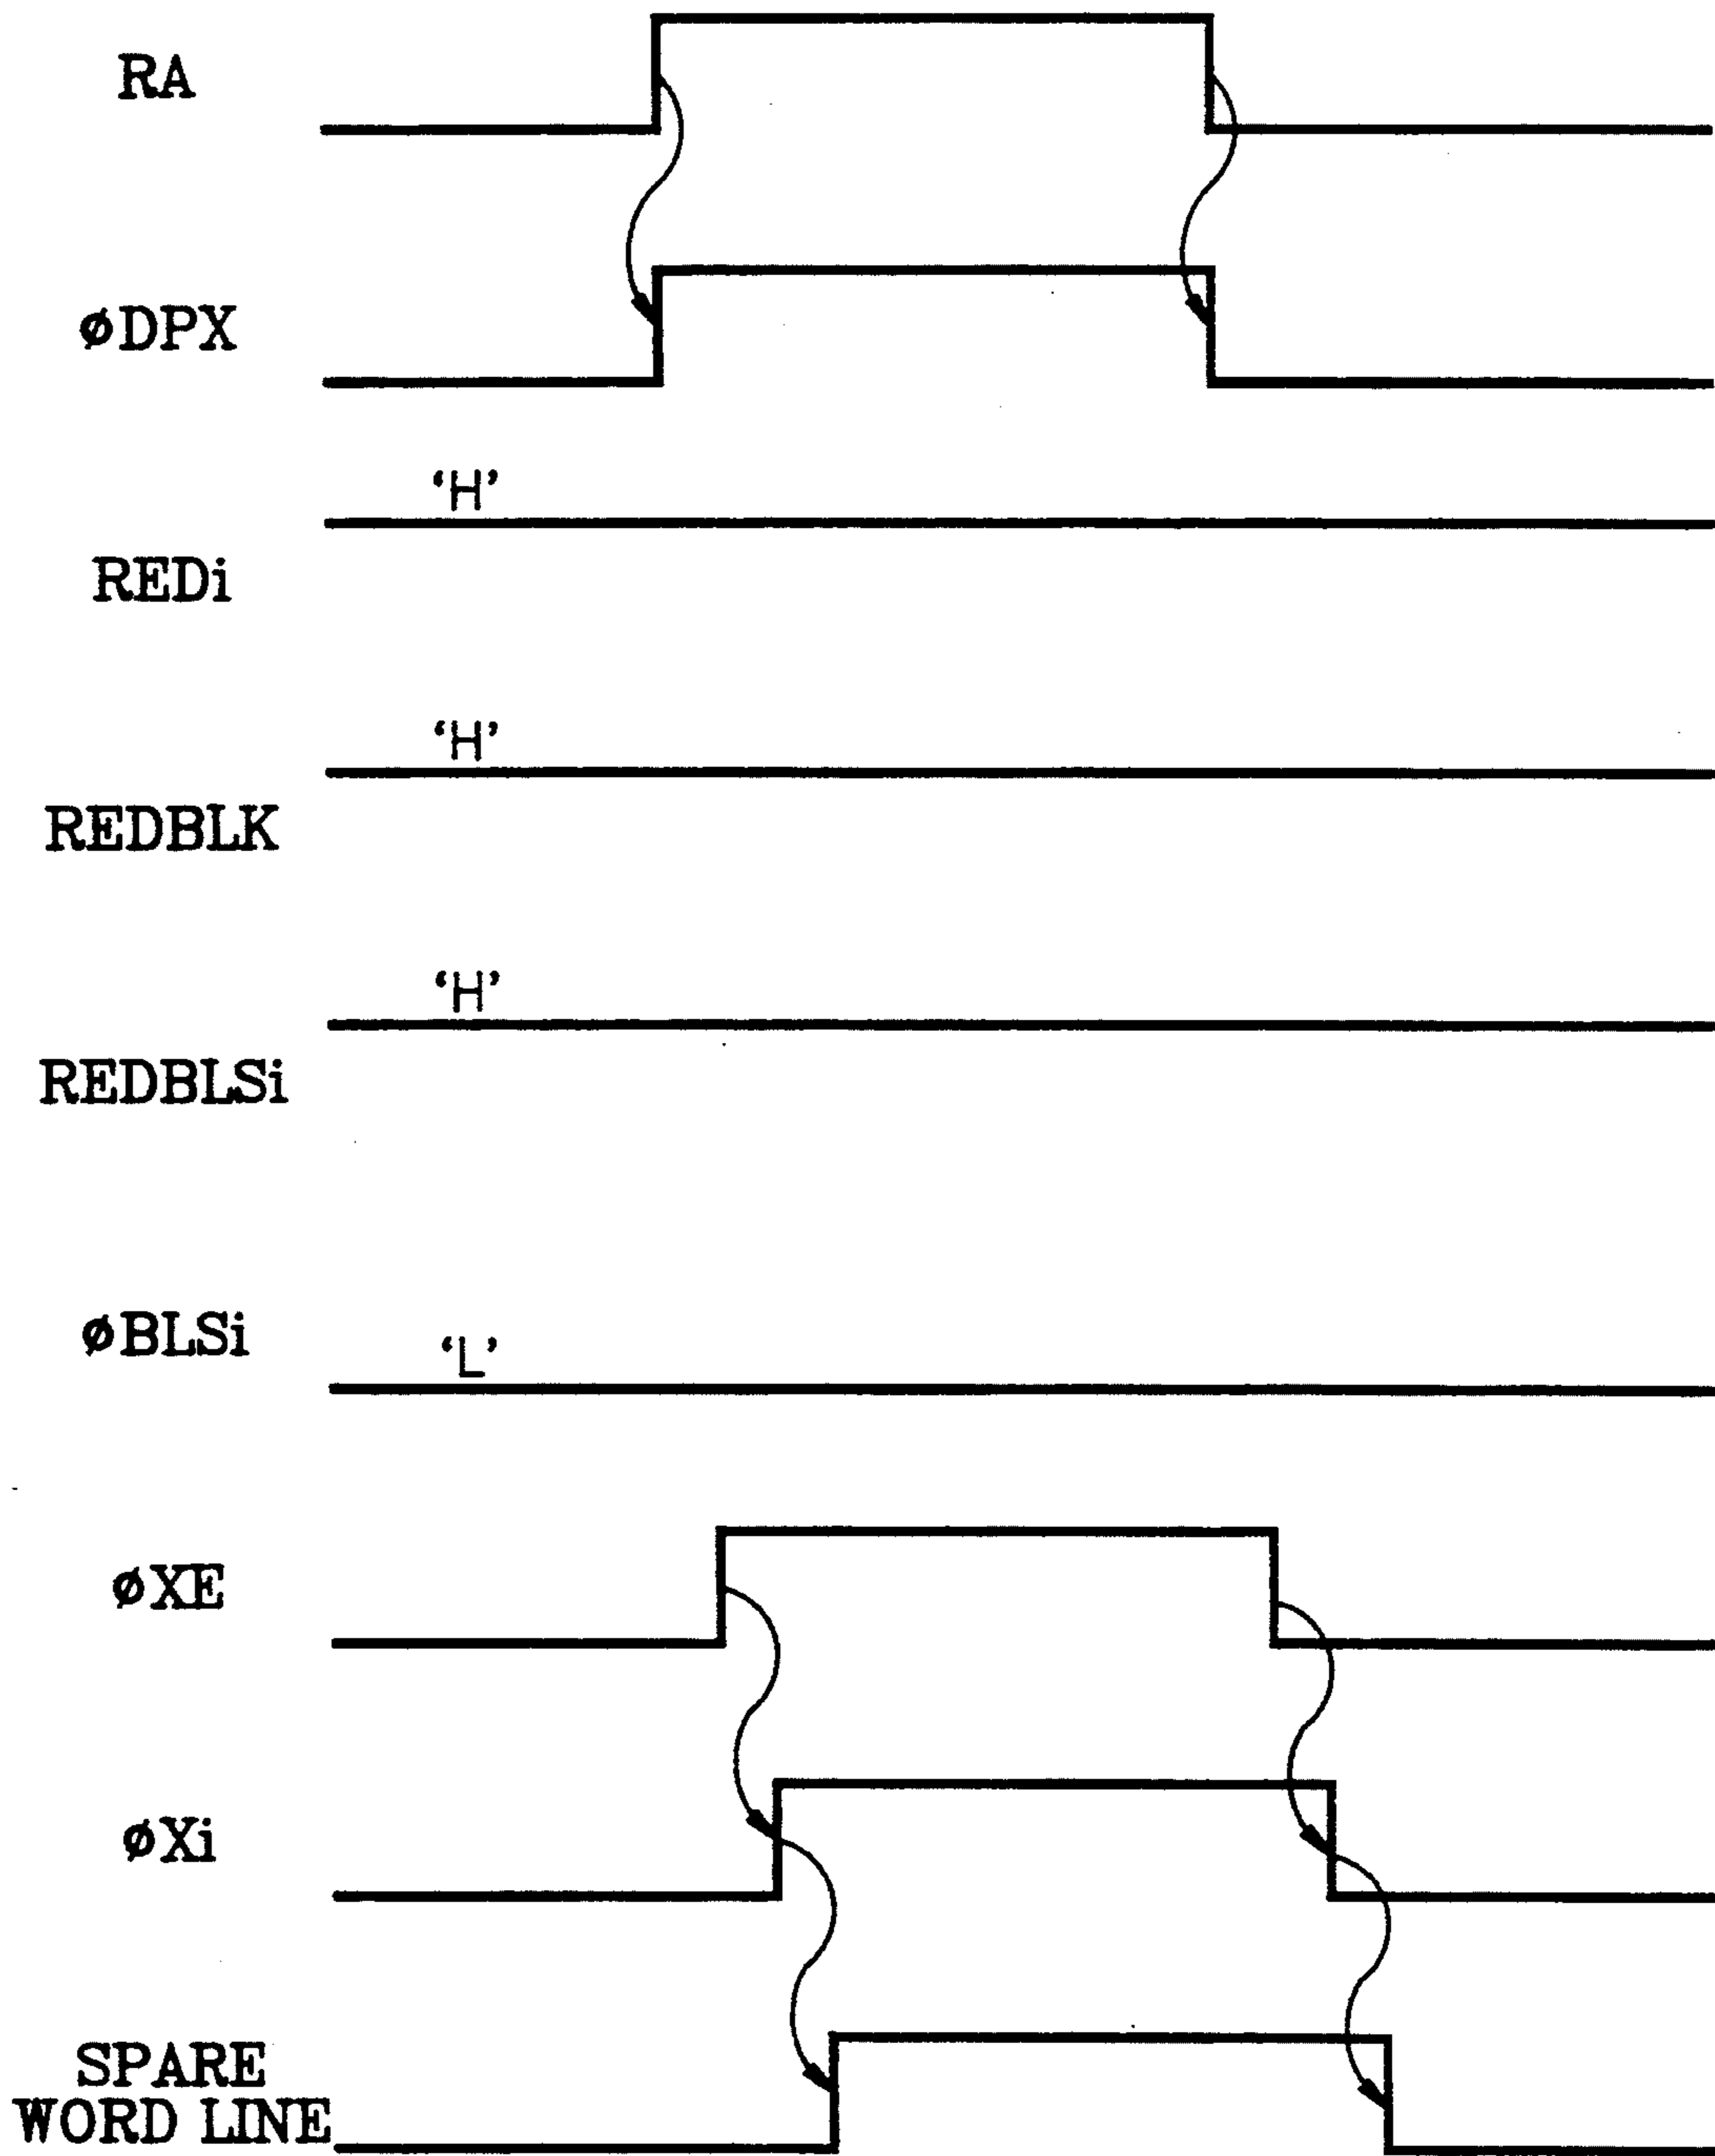 RA
øDPX
‘H’
REDi
‘H’
REDBLK
‘H’
REDBLSi
øBLSi ‘L’
øXE
øXi
SPARE
WORD LINE